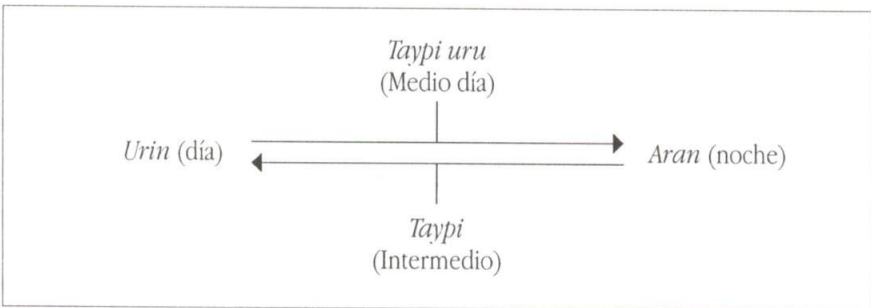 Taypi uru
(Medio día)
Urin (día)
Aran (noche)
Taypi
(Intermedio)